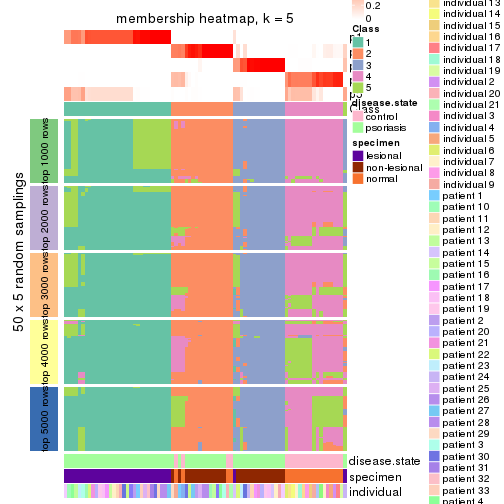 membership heatmap, k = 5
50 x 5 random samplings
top 1000 rows
top 2000 rows
top 3000 rows
top 4000 rows
top 5000 rows
Class
disease.state
specimen
individual
0.2
0
Class
1
2
3
4
5
disease.state
control
psoriasis
specimen
lesional
non-lesional
normal
individual 13
individual 14
individual 15
individual 16
individual 17
individual 18
individual 19
individual 2
individual 20
individual 21
individual 3
individual 4
individual 5
individual 6
individual 7
individual 8
individual 9
patient 1
patient 10
patient 11
patient 12
patient 13
patient 14
patient 15
patient 16
patient 17
patient 18
patient 19
patient 2
patient 20
patient 21
patient 22
patient 23
patient 24
patient 25
patient 26
patient 27
patient 28
patient 29
patient 3
patient 30
patient 31
patient 32
patient 33
patient 4